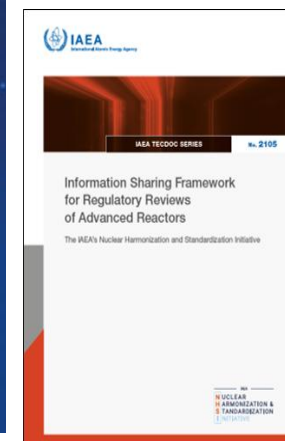 IAEA
International Atomic Energy Agency
IAEA TECDOC SERIES
No. 2105
Information Sharing Framework
for Regulatory Reviews
of Advanced Reactors
The IAEA's Nuclear Harmonization and Standardization Initiative
IAEA
NUCLEAR
HARMONIZATION &
STANDARDIZATION
INITIATIVE